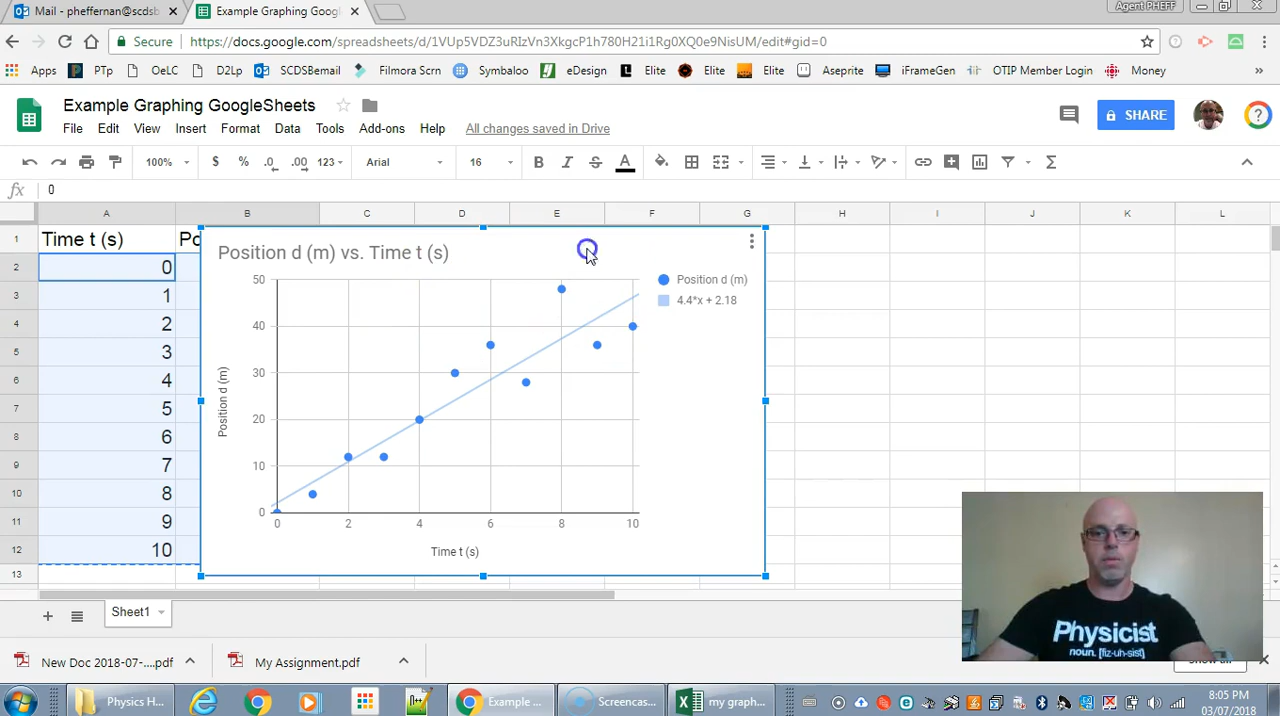 Mail - pheffernan@scdsb
Example Graphing Googl
Agent PHEFF
Secure
https://docs.google.com/spreadsheets/d/1VUp5VDZ3uRIzVn3XkgcP1h780H21i1Rg0XQ0e9NisUM/edit#gid=0
Apps PTp OeLC D2Lp SCDSBemail Filmora Scrn Symbaloo eDesign Elite Elite Elite Aseprite iFrameGen OTIP Member Login Money »
Example Graphing GoogleSheets
SHARE
File Edit View Insert Format Data Tools Add-ons Help All changes saved in Drive
100% $ % .0 .00 123 Arial 16 B I S A
fx 0
A B C D E F G H I J K L
1 Time t (s) Po
2 0
3 1
4 2
5 3
6 4
7 5
8 6
9 7
10 8
11 9
12 10
13
Position d (m) vs. Time t (s)
Position d (m)
4.4*x + 2.18
50
40
30
20
10
0
Position d (m)
0 2 4 6 8 10
Time t (s)
Physicist
noun. [fiz-uh-sist]
Sheet1
New Doc 2018-07-....pdf
My Assignment.pdf
Physics H...
Example ...
Screencas...
my graph...
8:05 PM
03/07/2018